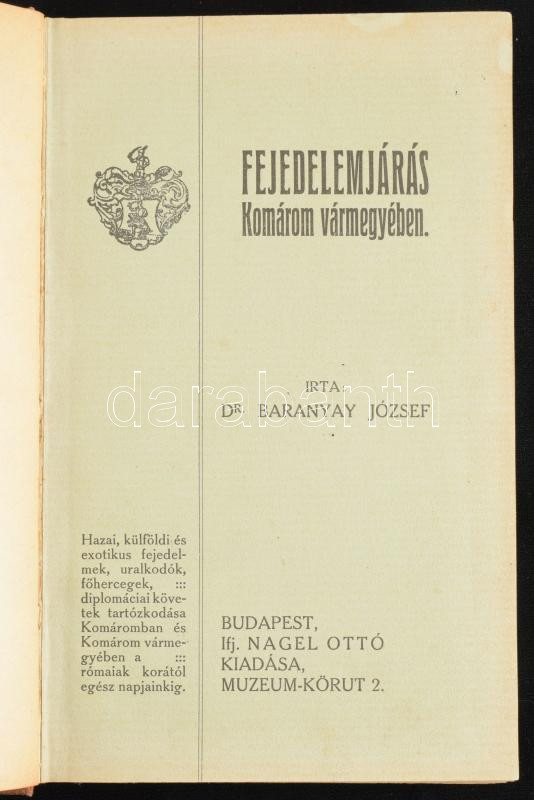 FEJEDELEMJÁRÁS
Komárom vármegyében.
IRTA:
DR. BARANYAY JÓZSEF
darabanth
Hazai, külföldi és
exotikus fejedel-
mek, uralkodók,
főhercegek, :::
diplomáciai köve-
tek tartózkodása
Komáromban és
Komárom várme-
gyében a :::
rómaiak korától
egész napjainkig.
BUDAPEST,
Ifj. NAGEL OTTÓ
KIADÁSA,
MUZEUM-KÖRUT 2.